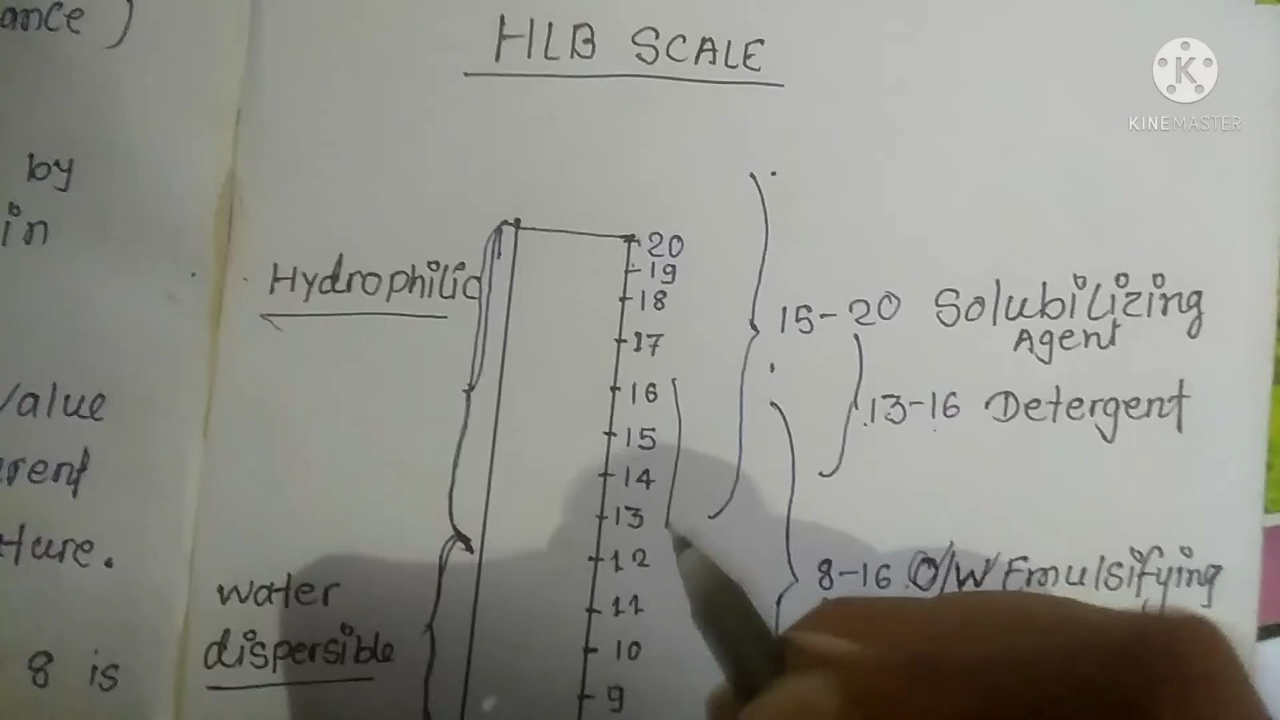 ance )
by
in
Value
rent
ture.
8 is
HLB SCALE
Hydrophilic
water
dispersible
20
19
18
17
16
15
14
13
12
11
10
9
15-20 Solubilizing
Agent
13-16 Detergent
8-16 O/W Emulsifying
K
KINEMASTER